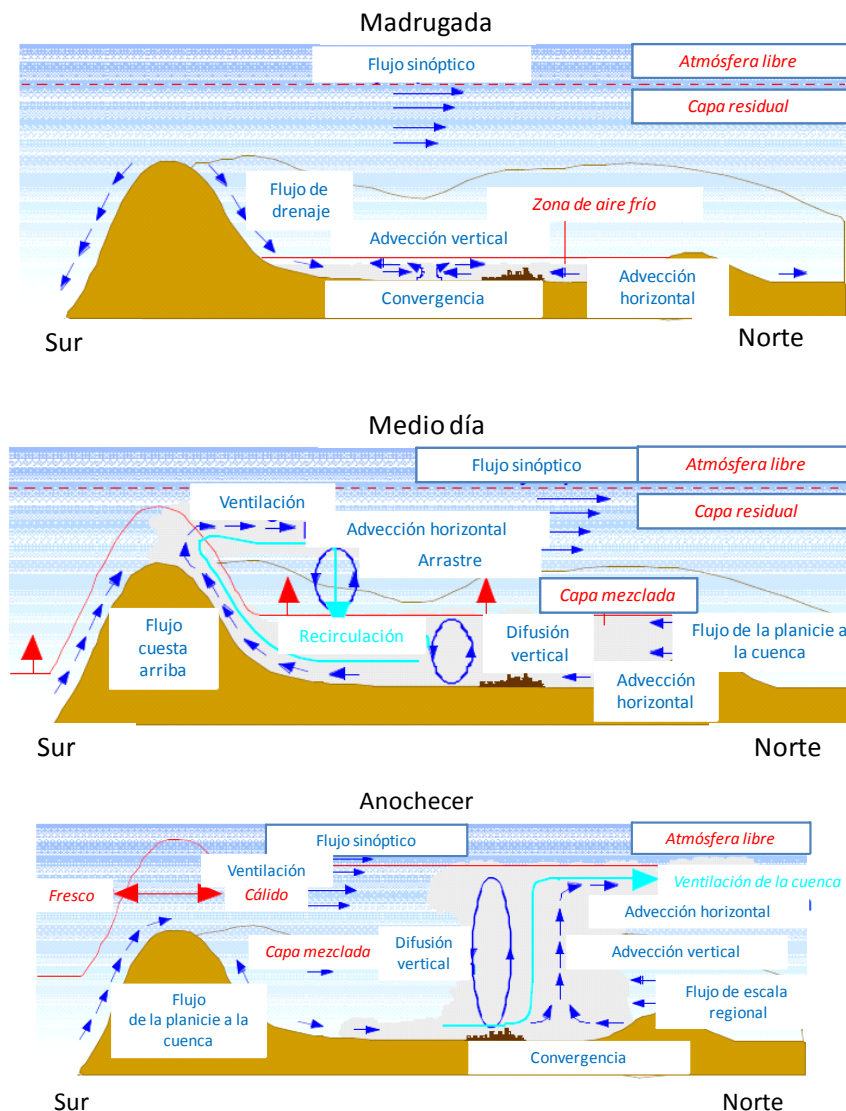 Madrugada
Flujo sinóptico
Atmósfera libre
Capa residual
Flujo de
drenaje
Zona de aire frío
Advección vertical
Convergencia
Advección
horizontal
Sur
Norte
Medio día
Flujo sinóptico
Atmósfera libre
Ventilación
Capa residual
Advección horizontal
Arrastre
Capa mezclada
Flujo
cuesta
arriba
Recirculación
Difusión
vertical
Flujo de la planicie a
la cuenca
Advección
horizontal
Sur
Norte
Anochecer
Flujo sinóptico
Atmósfera libre
Ventilación
Fresco
Cálido
Ventilación de la cuenca
Advección horizontal
Capa mezclada
Difusión
vertical
Advección vertical
Flujo
de la planicie a la
cuenca
Flujo de escala
regional
Convergencia
Sur
Norte